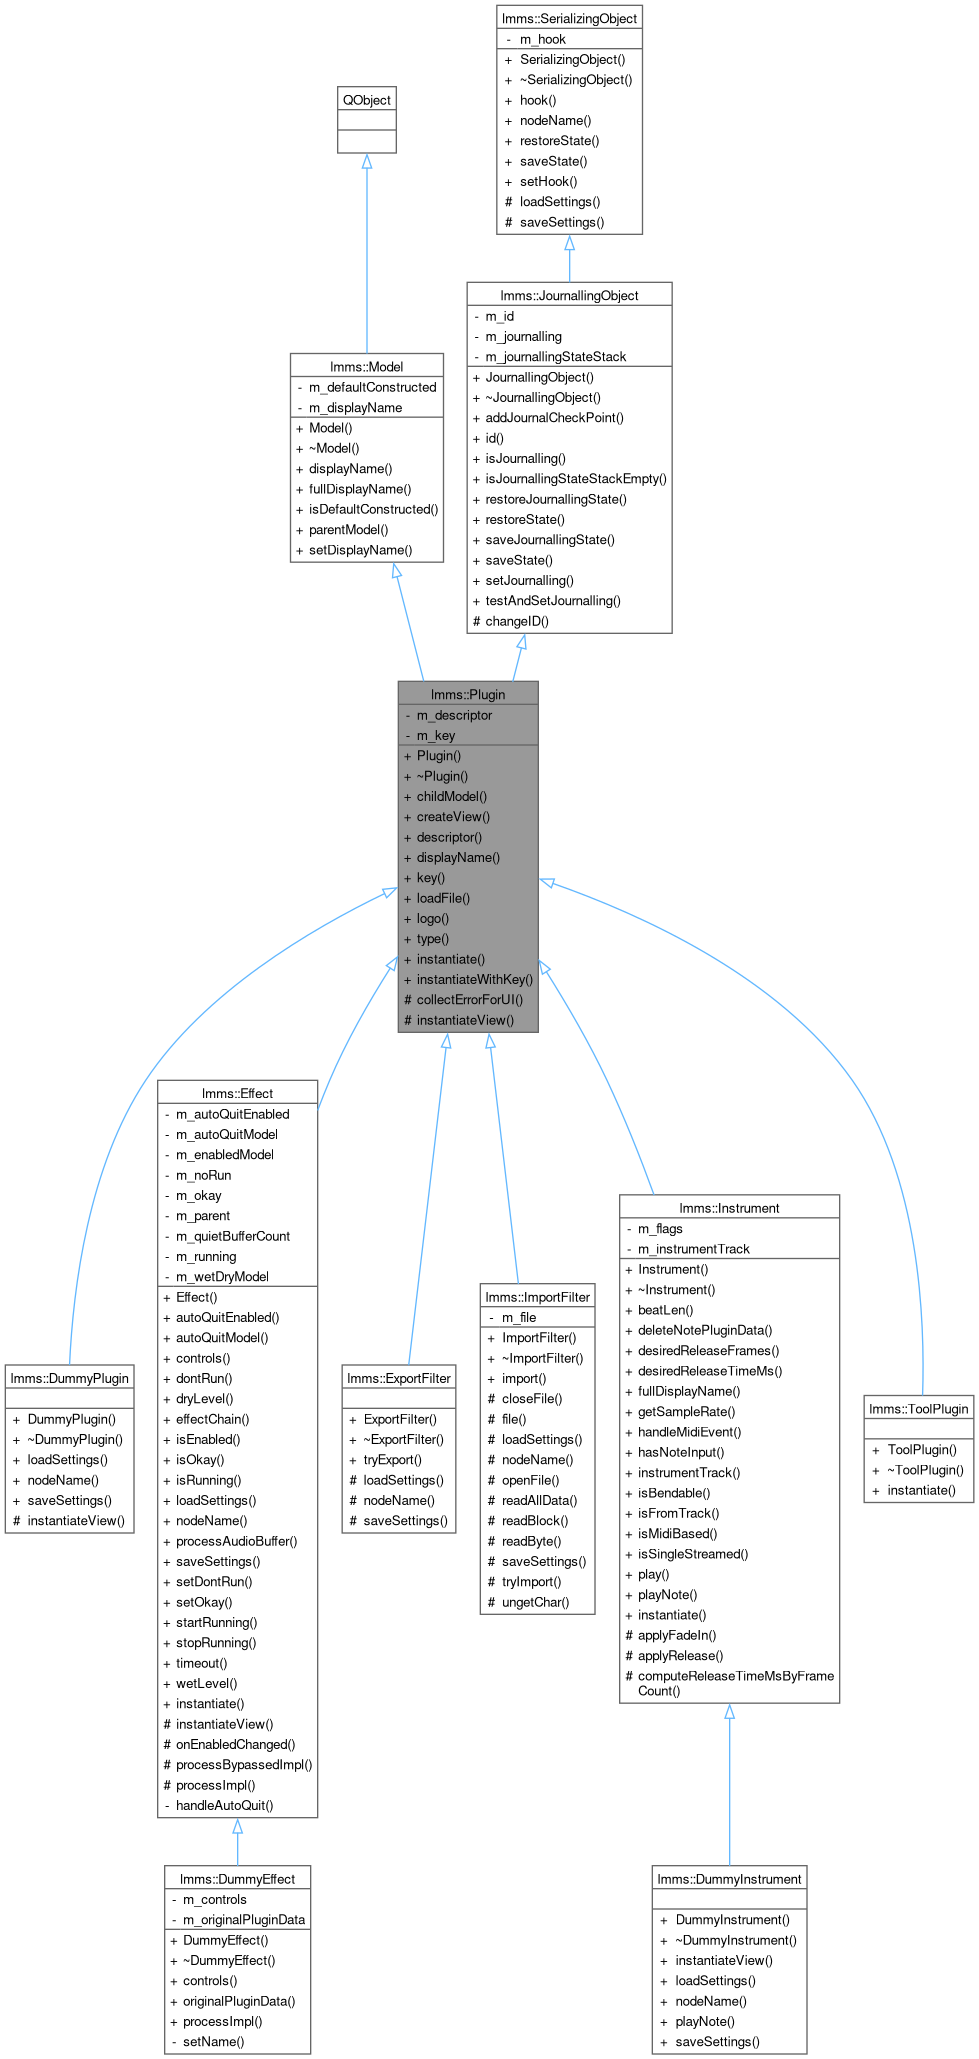 lmms::SerializingObject
- m_hook
+ SerializingObject()
+ ~SerializingObject()
+ hook()
+ nodeName()
+ restoreState()
+ saveState()
+ setHook()
# loadSettings()
# saveSettings()
QObject
lmms::JournallingObject
- m_id
- m_journalling
- m_journallingStateStack
+ JournallingObject()
+ ~JournallingObject()
+ addJournalCheckPoint()
+ id()
+ isJournalling()
+ isJournallingStateStackEmpty()
+ restoreJournallingState()
+ restoreState()
+ saveJournallingState()
+ saveState()
+ setJournalling()
+ testAndSetJournalling()
# changeID()
lmms::Model
- m_defaultConstructed
- m_displayName
+ Model()
+ ~Model()
+ displayName()
+ fullDisplayName()
+ isDefaultConstructed()
+ parentModel()
+ setDisplayName()
lmms::Plugin
- m_descriptor
- m_key
+ Plugin()
+ ~Plugin()
+ childModel()
+ createView()
+ descriptor()
+ displayName()
+ key()
+ loadFile()
+ logo()
+ type()
+ instantiate()
+ instantiateWithKey()
# collectErrorForUI()
# instantiateView()
lmms::DummyPlugin
+ DummyPlugin()
+ ~DummyPlugin()
+ loadSettings()
+ nodeName()
+ saveSettings()
# instantiateView()
lmms::Effect
- m_autoQuitEnabled
- m_autoQuitModel
- m_enabledModel
- m_noRun
- m_okay
- m_parent
- m_quietBufferCount
- m_running
- m_wetDryModel
+ Effect()
+ autoQuitEnabled()
+ autoQuitModel()
+ controls()
+ dontRun()
+ dryLevel()
+ effectChain()
+ isEnabled()
+ isOkay()
+ isRunning()
+ loadSettings()
+ nodeName()
+ processAudioBuffer()
+ saveSettings()
+ setDontRun()
+ setOkay()
+ startRunning()
+ stopRunning()
+ timeout()
+ wetLevel()
+ instantiate()
# instantiateView()
# onEnabledChanged()
# processBypassedImpl()
# processImpl()
- handleAutoQuit()
lmms::ExportFilter
+ ExportFilter()
+ ~ExportFilter()
+ tryExport()
# loadSettings()
# nodeName()
# saveSettings()
lmms::ImportFilter
- m_file
+ ImportFilter()
+ ~ImportFilter()
+ import()
# closeFile()
# file()
# loadSettings()
# nodeName()
# openFile()
# readAllData()
# readBlock()
# readByte()
# saveSettings()
# tryImport()
# ungetChar()
lmms::Instrument
- m_flags
- m_instrumentTrack
+ Instrument()
+ ~Instrument()
+ beatLen()
+ deleteNotePluginData()
+ desiredReleaseFrames()
+ desiredReleaseTimeMs()
+ fullDisplayName()
+ getSampleRate()
+ handleMidiEvent()
+ hasNoteInput()
+ instrumentTrack()
+ isBendable()
+ isFromTrack()
+ isMidiBased()
+ isSingleStreamed()
+ play()
+ playNote()
+ instantiate()
# applyFadeIn()
# applyRelease()
# computeReleaseTimeMsByFrame
Count()
lmms::ToolPlugin
+ ToolPlugin()
+ ~ToolPlugin()
+ instantiate()
lmms::DummyEffect
- m_controls
- m_originalPluginData
+ DummyEffect()
+ ~DummyEffect()
+ controls()
+ originalPluginData()
+ processImpl()
- setName()
lmms::DummyInstrument
+ DummyInstrument()
+ ~DummyInstrument()
+ instantiateView()
+ loadSettings()
+ nodeName()
+ playNote()
+ saveSettings()